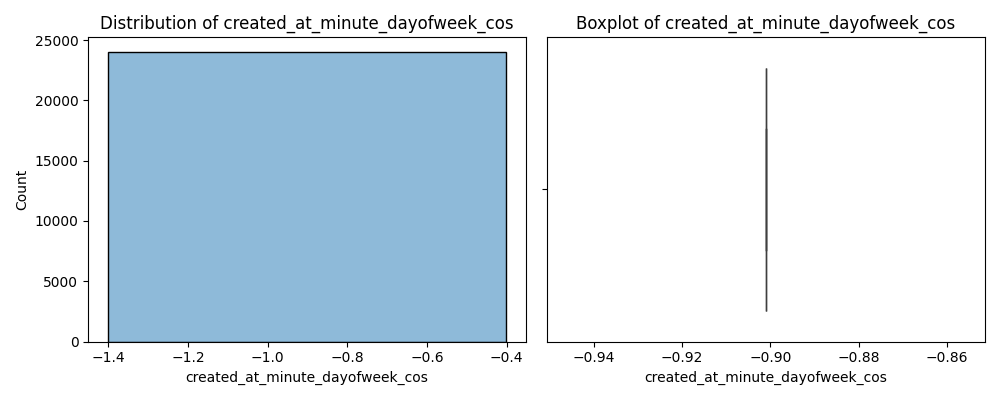 Distribution of created_at_minute_dayofweek_cos
25000
20000
15000
10000
5000
0
Count
−1.4 −1.2 −1.0 −0.8 −0.6 −0.4
created_at_minute_dayofweek_cos
Boxplot of created_at_minute_dayofweek_cos
−0.94 −0.92 −0.90 −0.88 −0.86
created_at_minute_dayofweek_cos